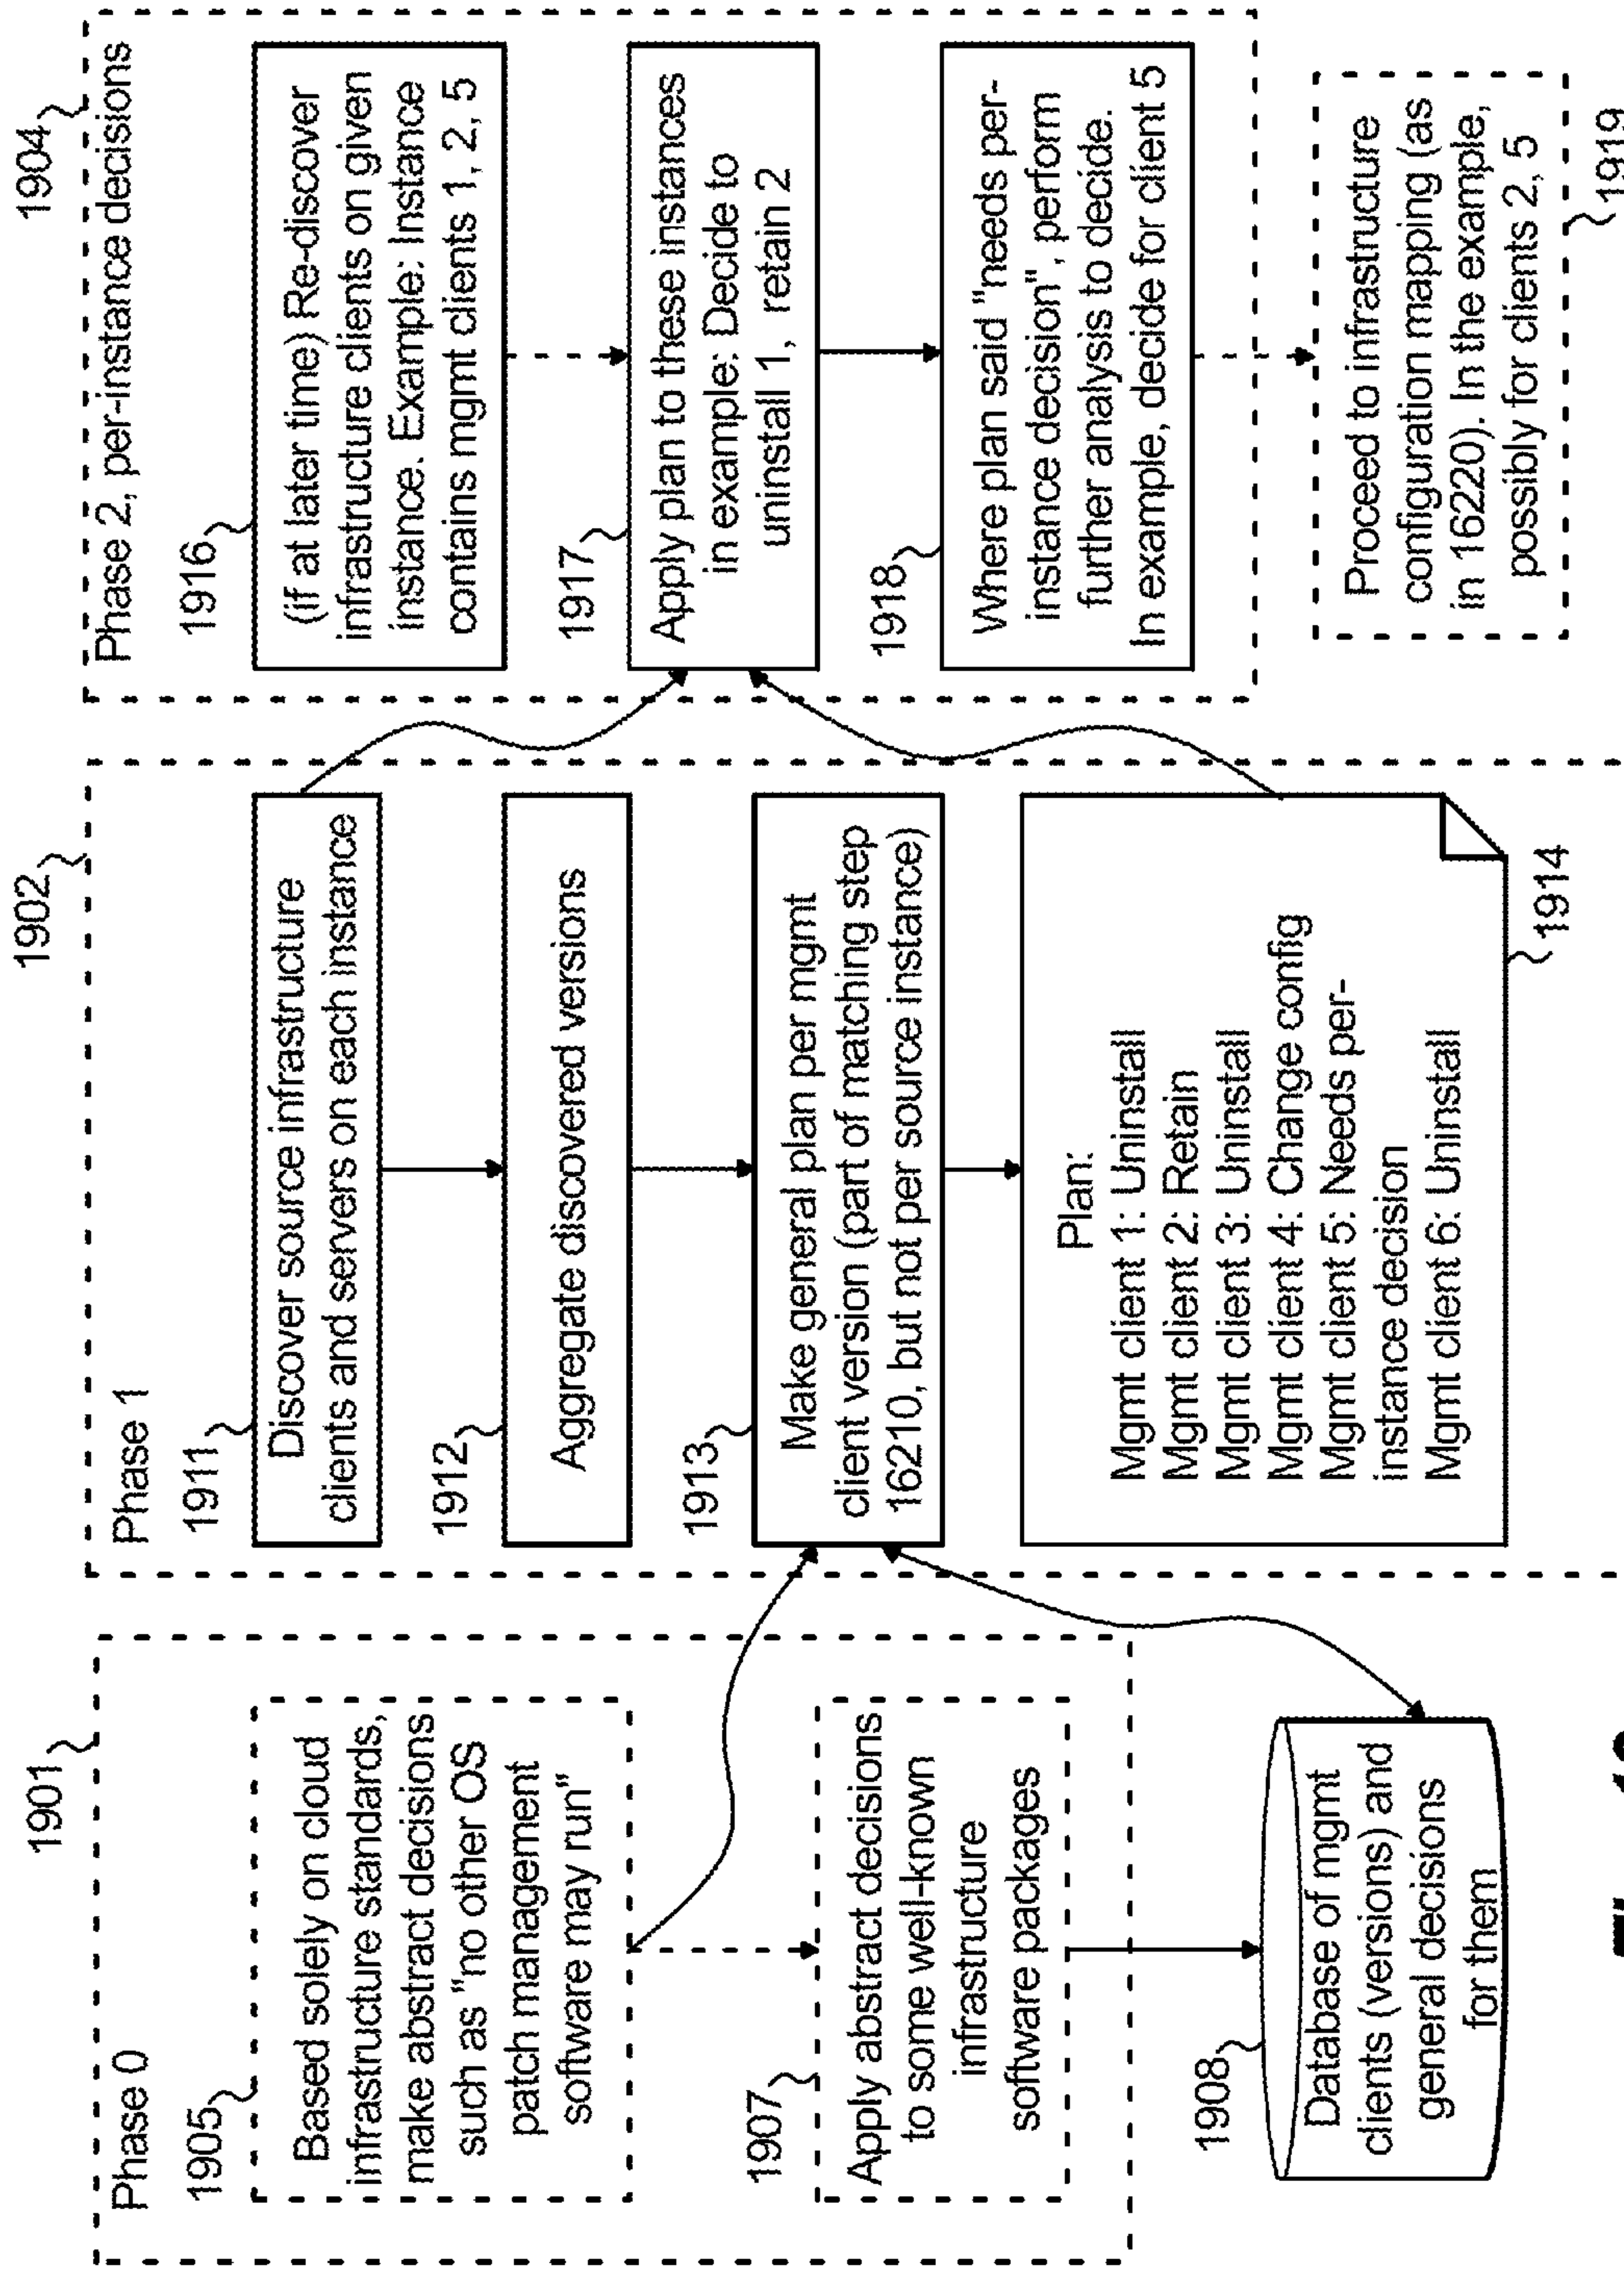 1901
Phase 0
1905
Based solely on cloud
infrastructure standards,
make abstract decisions
such as "no other OS
patch management
software may run"
1907
Apply abstract decisions
to some well-known
infrastructure
software packages
1908
Database of mgmt
clients (versions) and
general decisions
for them
1902
Phase 1
1911
Discover source infrastructure
clients and servers on each instance
1912
Aggregate discovered versions
1913
Make general plan per mgmt
client version (part of matching step
16210, but not per source instance)
Plan:
Mgmt client 1: Uninstall
Mgmt client 2: Retain
Mgmt client 3: Uninstall
Mgmt client 4: Change config
Mgmt client 5: Needs per-
instance decision
Mgmt client 6: Uninstall
1914
1904
Phase 2, per-instance decisions
1916
(if at later time) Re-discover
infrastructure clients on given
instance. Example: Instance
contains mgmt clients 1, 2, 5
1917
Apply plan to these instances
in example: Decide to
uninstall 1, retain 2
1918
Where plan said "needs per-
instance decision", perform
further analysis to decide.
In example, decide for client 5
Proceed to infrastructure
configuration mapping (as
in 16220). In the example,
possibly for clients 2, 5
1919